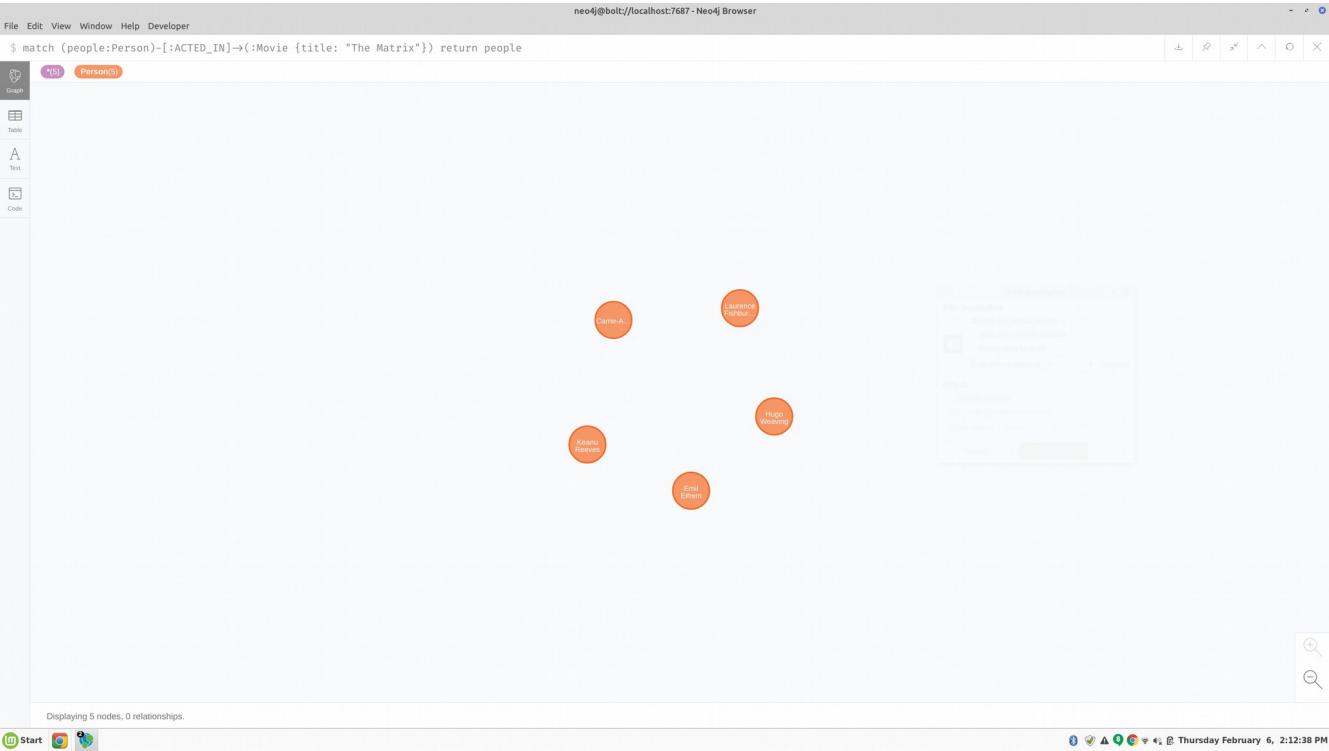 neo4j@bolt://localhost:7687 - Neo4j Browser
File Edit View Window Help Developer
$ match (people:Person)-[:ACTED_IN]→(:Movie {title: "The Matrix"}) return people
*(5) Person(5)
Graph
Table
Text
Code
Carrie-A...
Laurence
Fishbur...
Hugo
Weaving
Keanu
Reeves
Emil
Eifrem
Displaying 5 nodes, 0 relationships.
Start 2 Thursday February 6, 2:12:38 PM